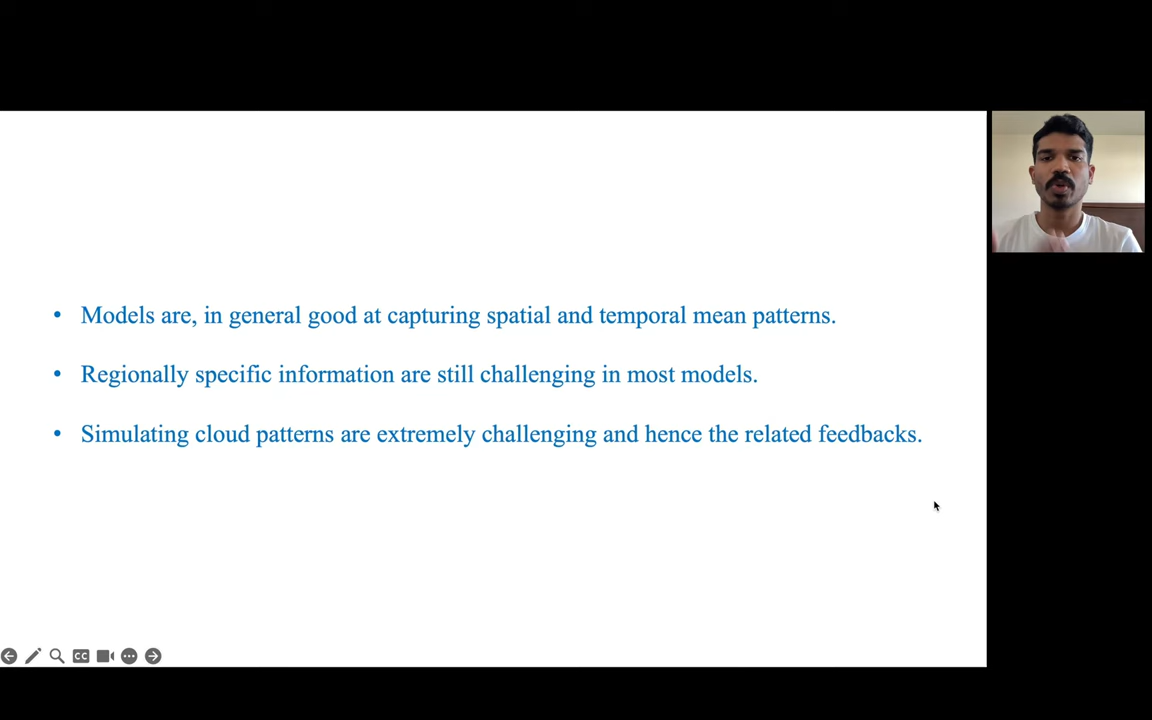 • Models are, in general good at capturing spatial and temporal mean patterns.
• Regionally specific information are still challenging in most models.
• Simulating cloud patterns are extremely challenging and hence the related feedbacks.
CC